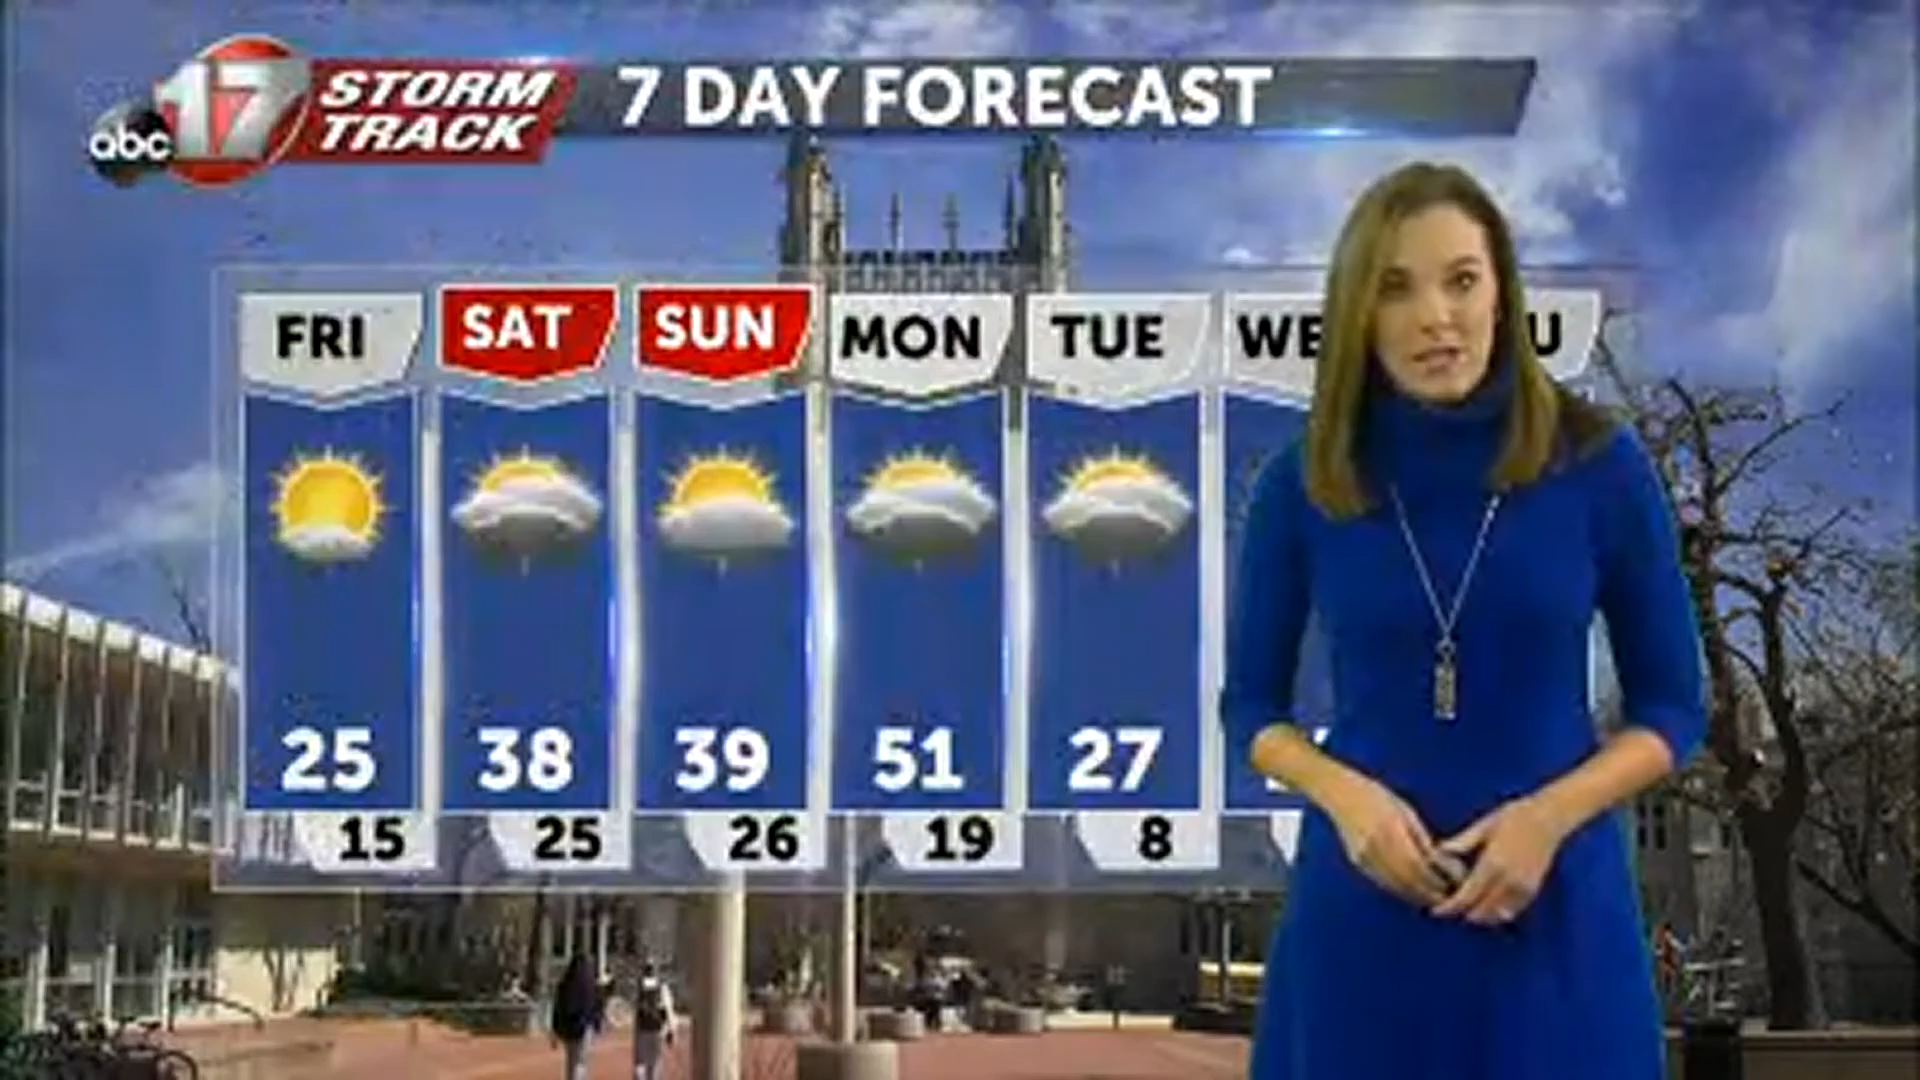 abc 17 STORM TRACK
7 DAY FORECAST
FRI SAT SUN MON TUE WE U
25 38 39 51 27
15 25 26 19 8